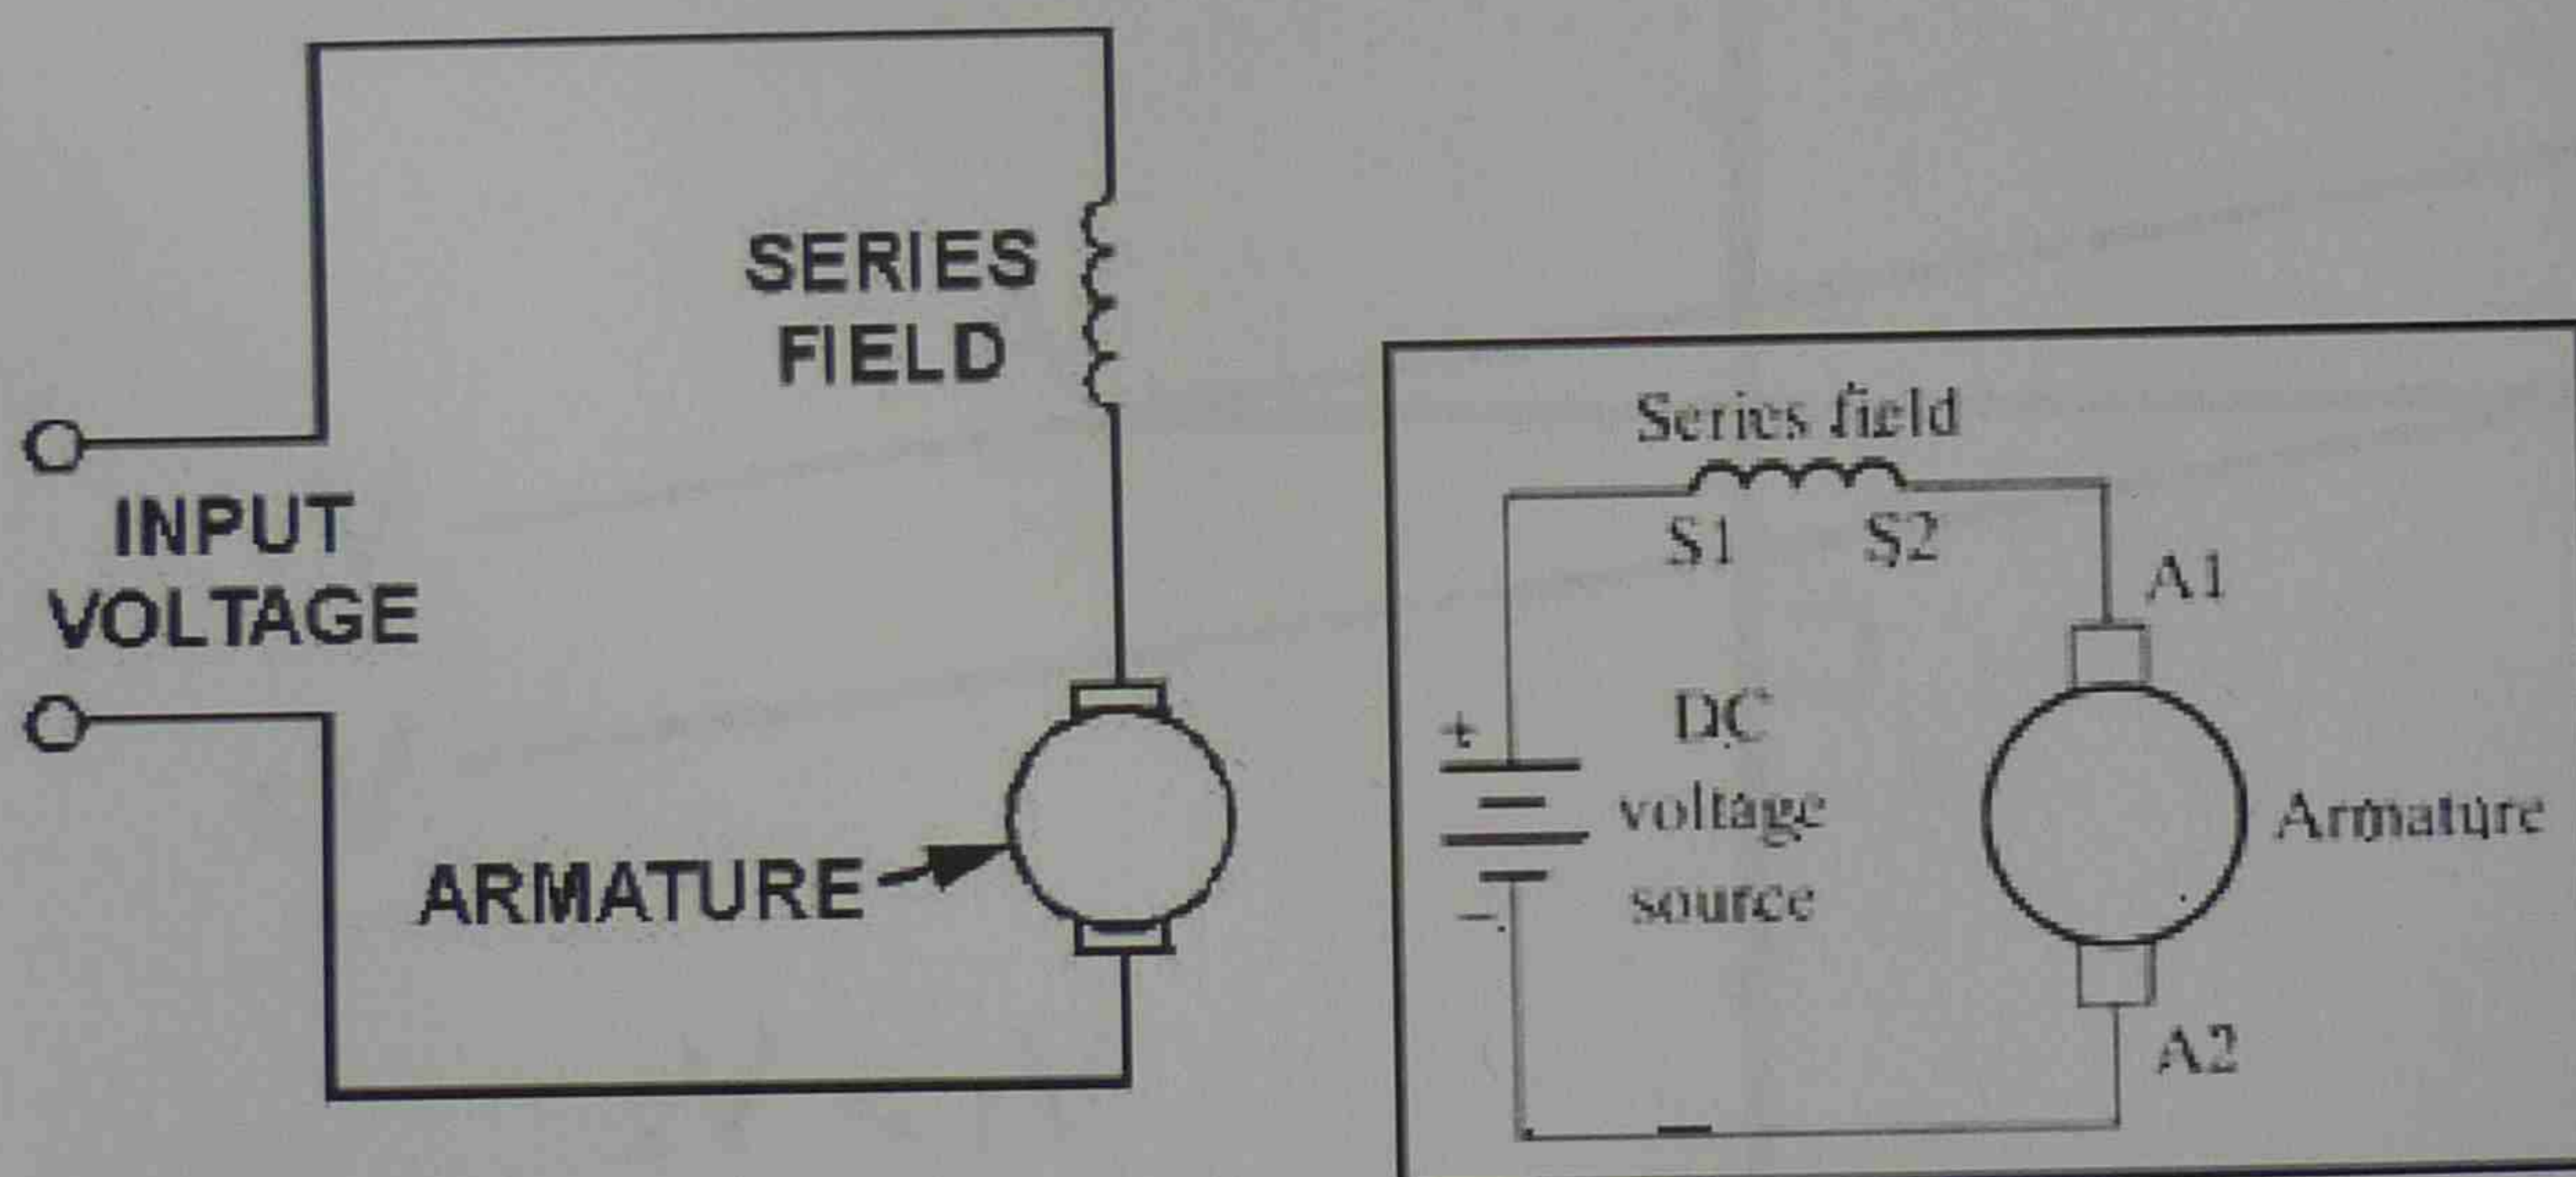 SERIES
FIELD
INPUT
VOLTAGE
ARMATURE
Series field
S1 S2
A1
+
DC
voltage
source
−
Armature
A2